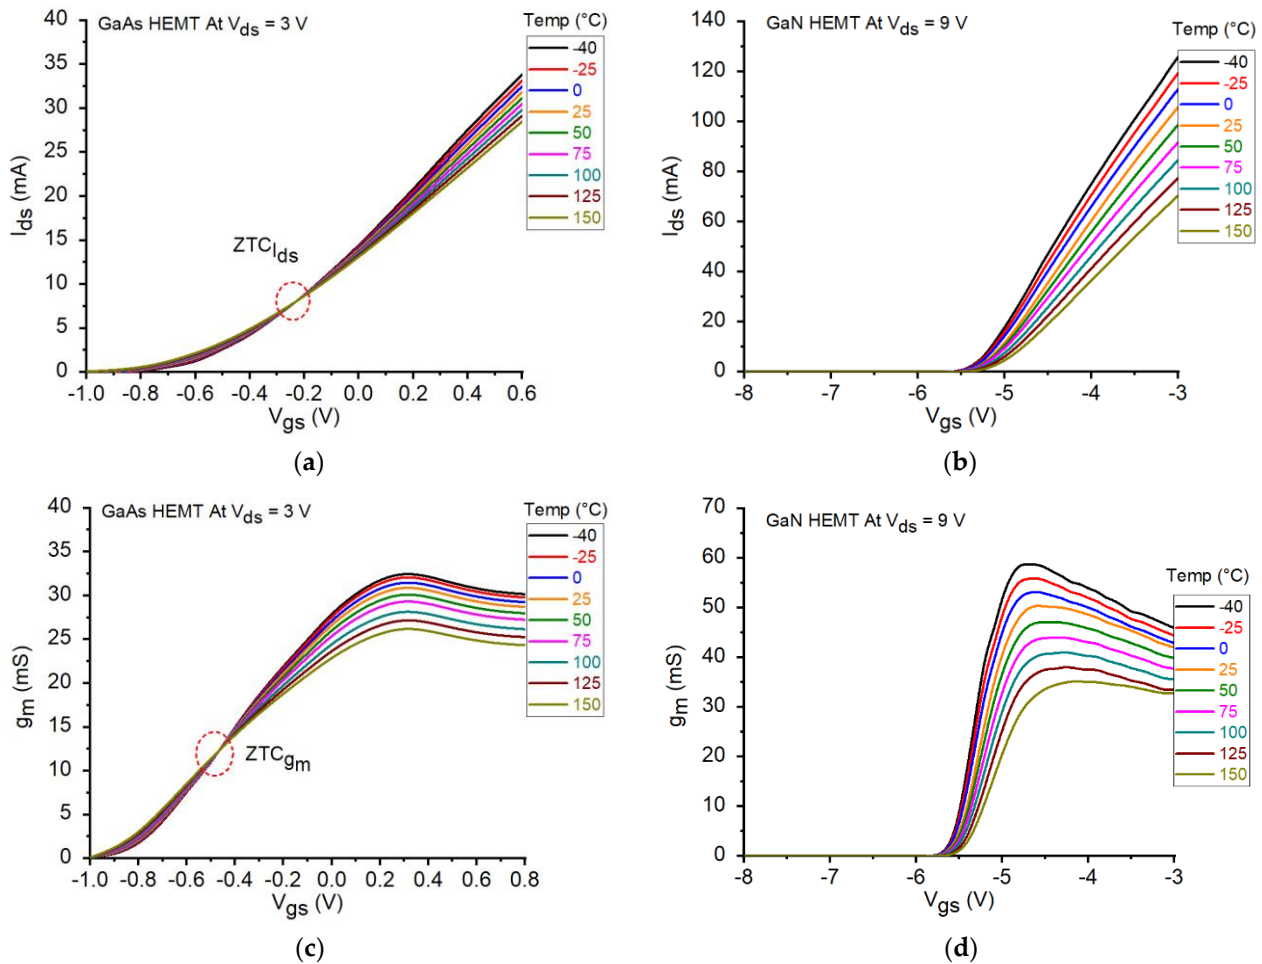 GaAs HEMT At Vds = 3 V
Temp (°C)
-40
-25
0
25
50
75
100
125
150
ZTCIds
Ids (mA)
40
35
30
25
20
15
10
5
0
-1.0 -0.8 -0.6 -0.4 -0.2 0.0 0.2 0.4 0.6
Vgs (V)
(a)
GaN HEMT At Vds = 9 V
Temp (°C)
-40
-25
0
25
50
75
100
125
150
Ids (mA)
140
120
100
80
60
40
20
0
-8 -7 -6 -5 -4 -3
Vgs (V)
(b)
GaAs HEMT At Vds = 3 V
Temp (°C)
-40
-25
0
25
50
75
100
125
150
ZTCgm
gm (mS)
40
35
30
25
20
15
10
5
0
-1.0 -0.8 -0.6 -0.4 -0.2 0.0 0.2 0.4 0.6 0.8
Vgs (V)
(c)
GaN HEMT At Vds = 9 V
Temp (°C)
-40
-25
0
25
50
75
100
125
150
gm (mS)
70
60
50
40
30
20
10
0
-8 -7 -6 -5 -4 -3
Vgs (V)
(d)